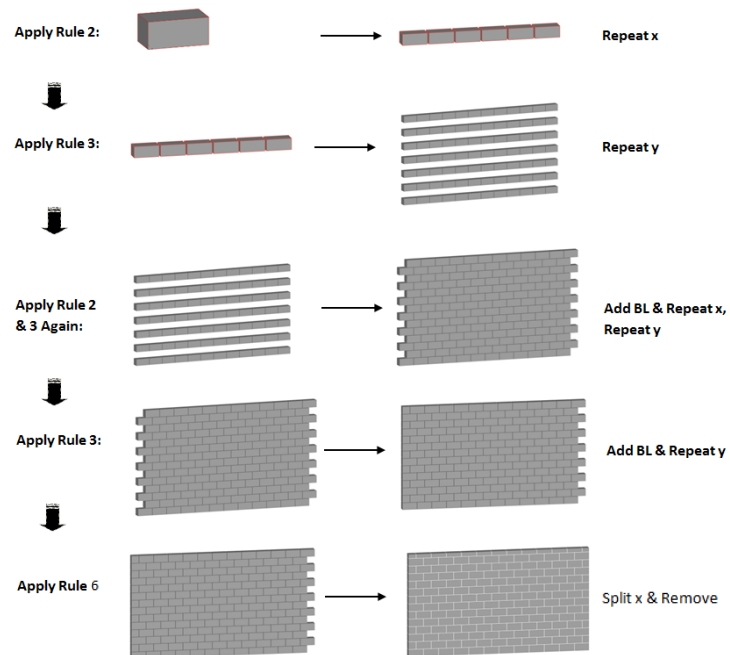 Apply Rule 2:
Repeat x
Apply Rule 3:
Repeat y
Apply Rule 2
& 3 Again:
Add BL & Repeat x,
Repeat y
Apply Rule 3:
Add BL & Repeat y
Apply Rule 6
Split x & Remove